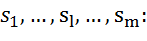 s₁, … , sₗ, … , sₘ: